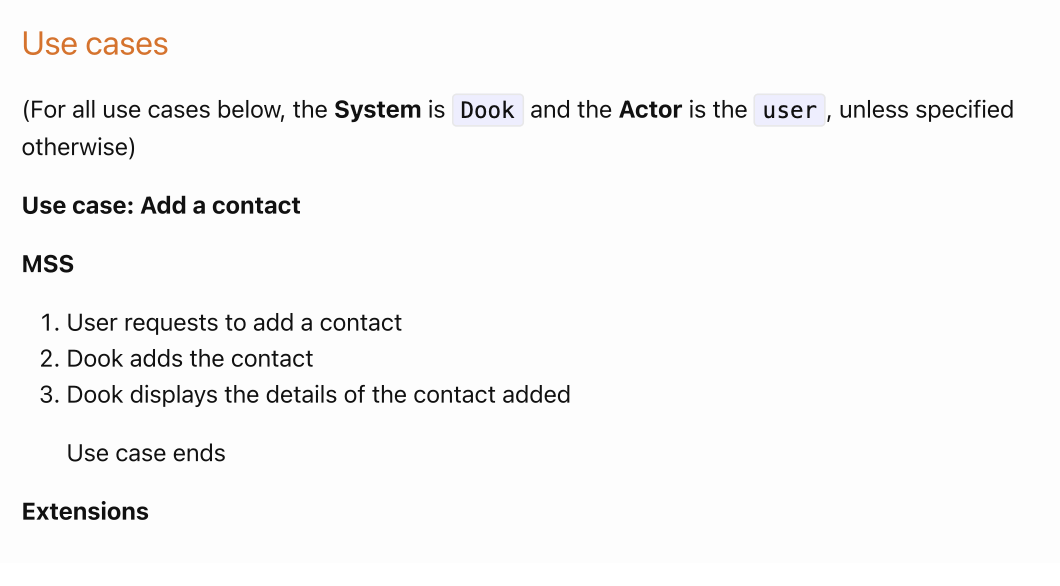 Use cases
(For all use cases below, the System is Dook and the Actor is the user, unless specified
otherwise)
Use case: Add a contact
MSS
1. User requests to add a contact
2. Dook adds the contact
3. Dook displays the details of the contact added
Use case ends
Extensions